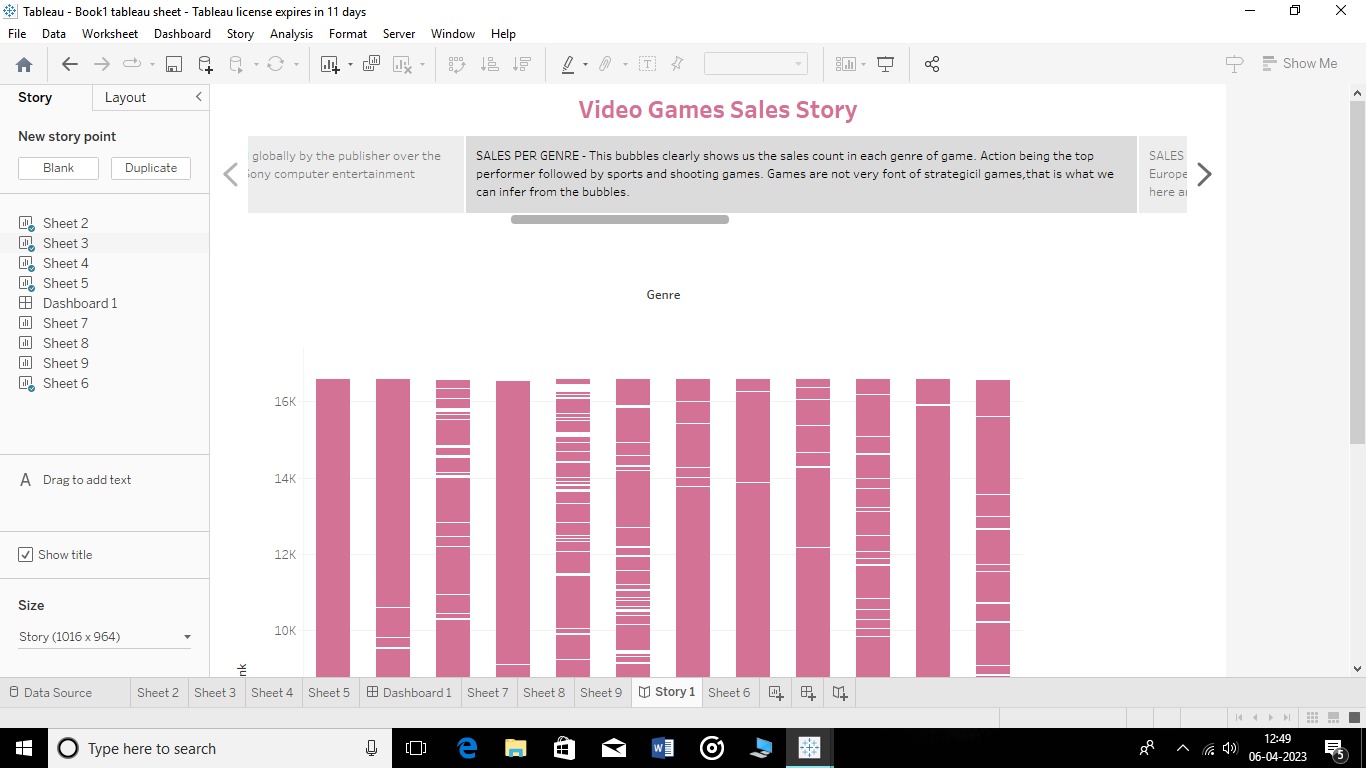 Tableau - Book1 tableau sheet - Tableau license expires in 11 days
File Data Worksheet Dashboard Story Analysis Format Server Window Help
Show Me
Story Layout
New story point
Blank Duplicate
Sheet 2
Sheet 3
Sheet 4
Sheet 5
Dashboard 1
Sheet 7
Sheet 8
Sheet 9
Sheet 6
A Drag to add text
Show title
Size
Story (1016 x 964)
Video Games Sales Story
globally by the publisher over the
Sony computer entertainment
SALES PER GENRE - This bubbles clearly shows us the sales count in each genre of game. Action being the top
performer followed by sports and shooting games. Games are not very font of strategicil games,that is what we
can infer from the bubbles.
SALES
Europe
here
Genre
16K
14K
12K
10K
Data Source Sheet 2 Sheet 3 Sheet 4 Sheet 5 Dashboard 1 Sheet 7 Sheet 8 Sheet 9 Story 1 Sheet 6
Type here to search
12:49
06-04-2023
5